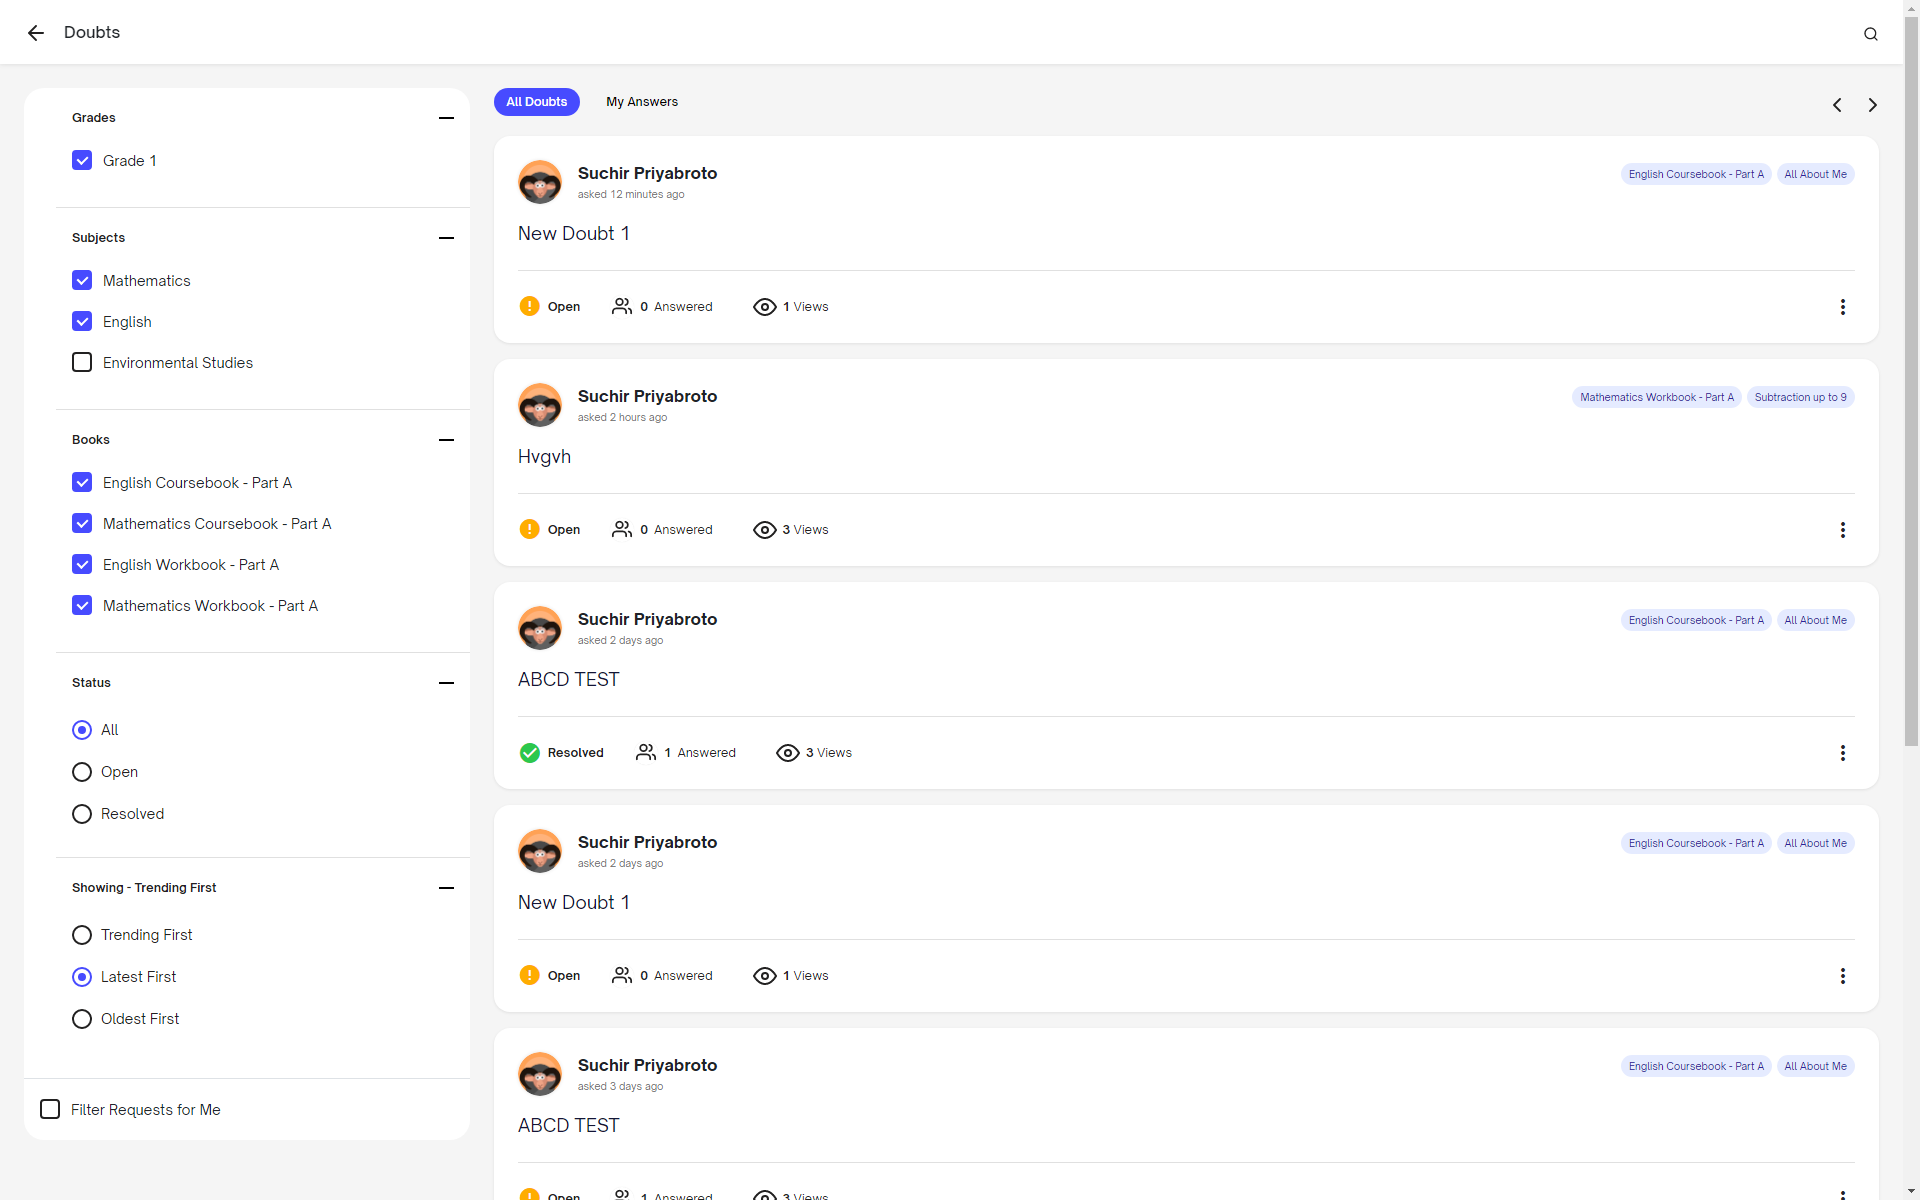 Doubts
Grades
Grade 1
Subjects
Mathematics
English
Environmental Studies
Books
English Coursebook - Part A
Mathematics Coursebook - Part A
English Workbook - Part A
Mathematics Workbook - Part A
Status
All
Open
Resolved
Showing - Trending First
Trending First
Latest First
Oldest First
Filter Requests for Me
All Doubts My Answers
Suchir Priyabroto
asked 12 minutes ago
English Coursebook - Part A All About Me
New Doubt 1
Open 0 Answered 1 Views
Suchir Priyabroto
asked 2 hours ago
Mathematics Workbook - Part A Subtraction up to 9
Hvgvh
Open 0 Answered 3 Views
Suchir Priyabroto
asked 2 days ago
English Coursebook - Part A All About Me
ABCD TEST
Resolved 1 Answered 3 Views
Suchir Priyabroto
asked 2 days ago
English Coursebook - Part A All About Me
New Doubt 1
Open 0 Answered 1 Views
Suchir Priyabroto
asked 3 days ago
English Coursebook - Part A All About Me
ABCD TEST
Open 1 Answered 3 Views